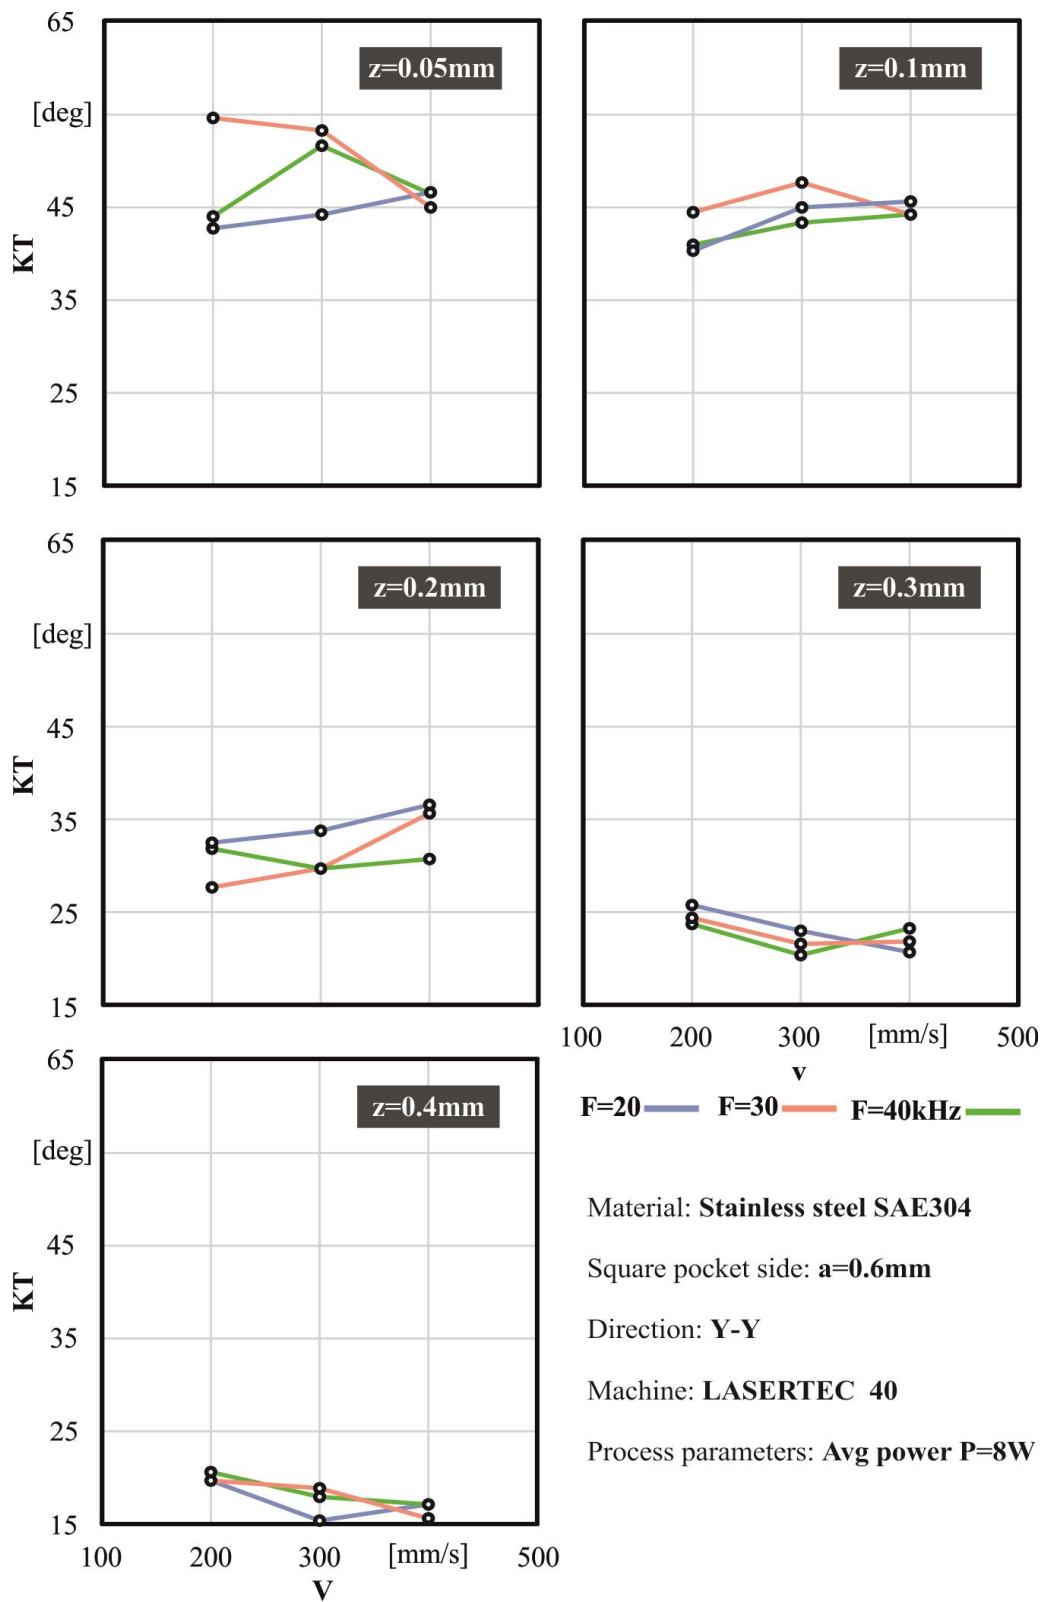 65
z=0.05mm
z=0.1mm
[deg]
45
KT
35
25
15
65
z=0.2mm
z=0.3mm
[deg]
45
KT
35
25
15
100 200 300 [mm/s] 500
v
65
z=0.4mm
F=20 F=30 F=40kHz
[deg]
45
KT
35
25
15
100 200 300 [mm/s] 500
V
Material: Stainless steel SAE304
Square pocket side: a=0.6mm
Direction: Y-Y
Machine: LASERTEC 40
Process parameters: Avg power P=8W